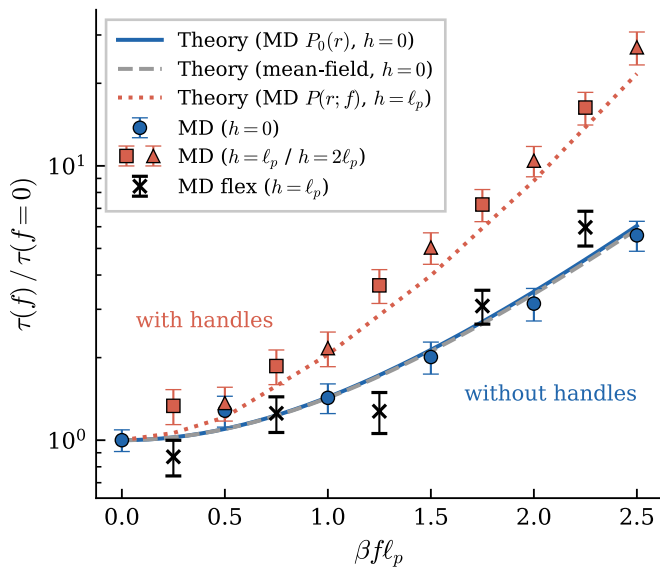 Theory (MD P₀(r), h=0)
Theory (mean-field, h=0)
Theory (MD P(r; f), h=ℓₚ)
MD (h=0)
MD (h=ℓₚ / h=2ℓₚ)
MD flex (h=ℓₚ)
with handles
without handles
τ(f) / τ(f=0)
10¹
10⁰
0.0 0.5 1.0 1.5 2.0 2.5
βfℓₚ